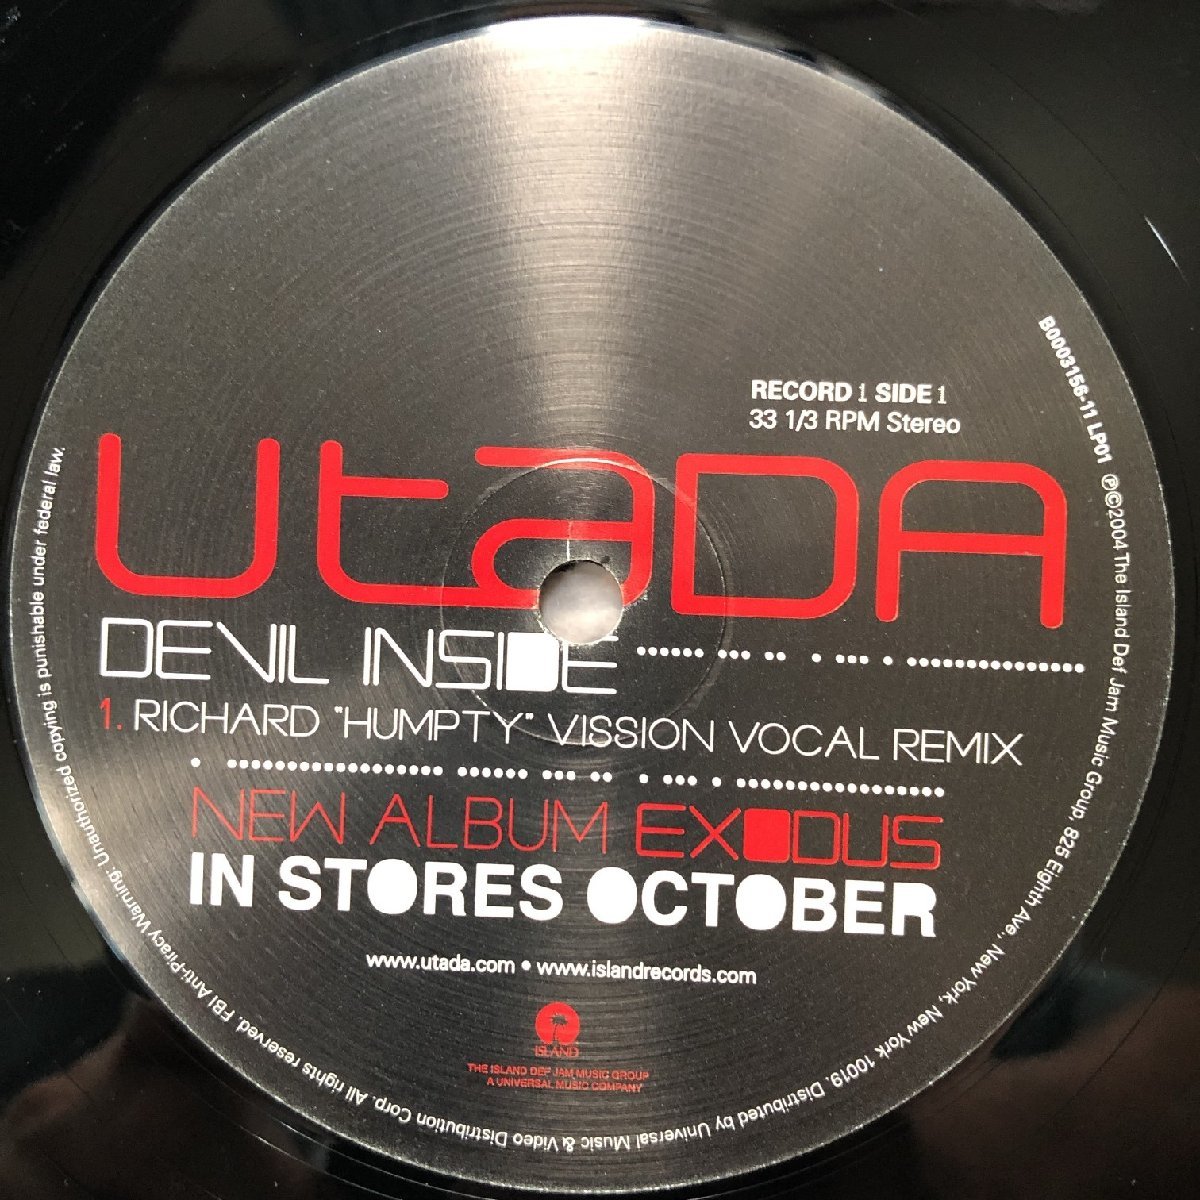 RECORD 1 SIDE 1
33 1/3 RPM Stereo
UTADA
DEVIL INSIDE
1. RICHARD "HUMPTY" VISSION VOCAL REMIX
NEW ALBUM EXODUS
IN STORES OCTOBER
www.utada.com • www.islandrecords.com
ISLAND
THE ISLAND DEF JAM MUSIC GROUP
A UNIVERSAL MUSIC COMPANY
B0003156-11 LP01 ℗©2004 The Island Def Jam Music Group, 825 Eighth Ave., New York, New York 10019. Distributed by Universal Music & Video Distribution Corp. All rights reserved. FBI Anti-Piracy Warning: Unauthorized copying is punishable under federal law.